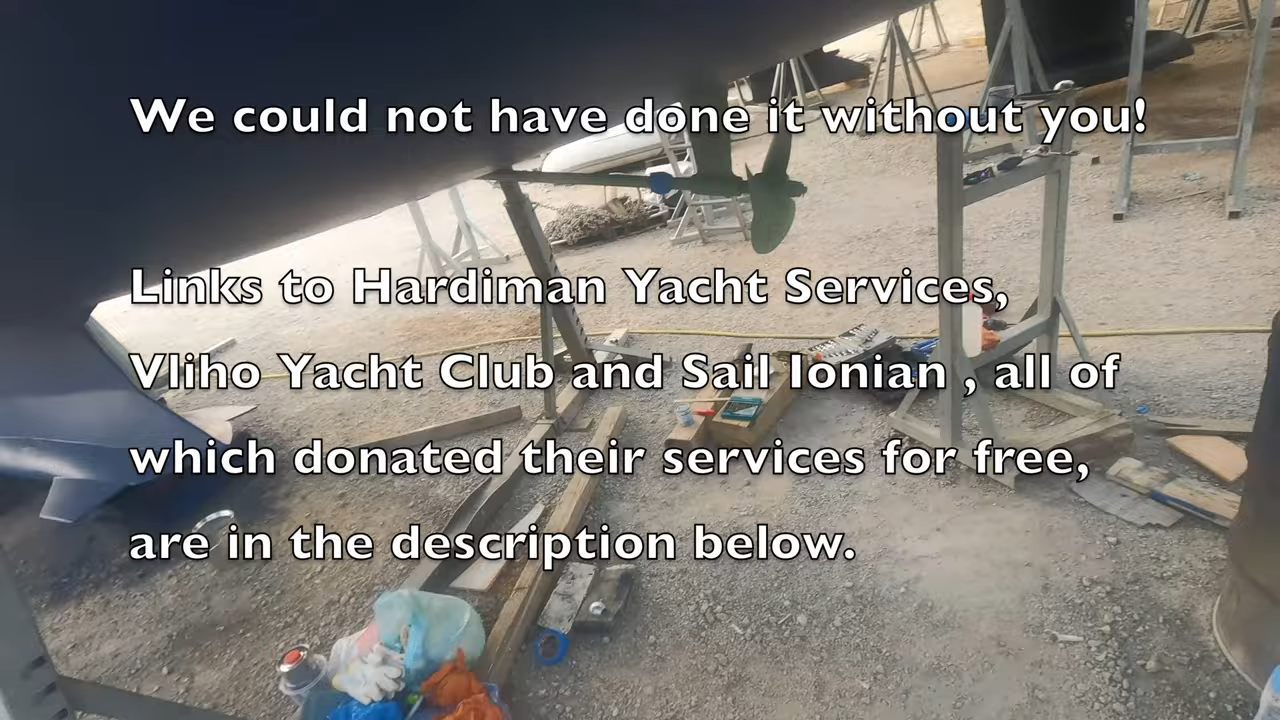 We could not have done it without you!
Links to Hardiman Yacht Services,
Vliho Yacht Club and Sail Ionian , all of
which donated their services for free,
are in the description below.